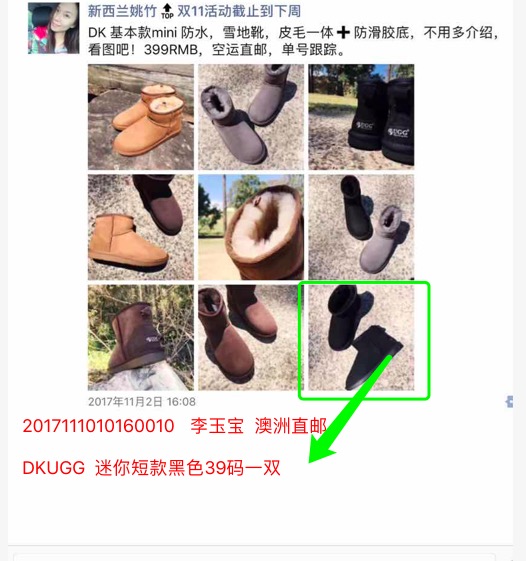 新西兰姚竹 TOP 双11活动截止到下周
DK 基本款mini 防水，雪地靴，皮毛一体➕防滑胶底，不用多介绍，
看图吧！399RMB，空运直邮，单号跟踪。
2017年11月2日 16:08
2017111010160010 李玉宝 澳洲直邮
DKUGG 迷你短款黑色39码一双